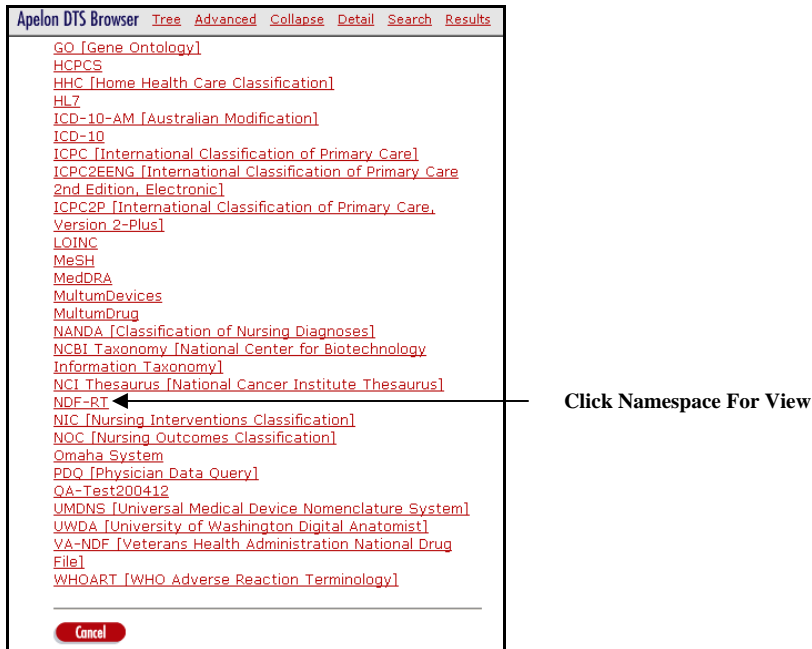 Apelon DTS Browser Tree Advanced Collapse Detail Search Results
GO [Gene Ontology]
HCPCS
HHC [Home Health Care Classification]
HL7
ICD-10-AM [Australian Modification]
ICD-10
ICPC [International Classification of Primary Care]
ICPC2EENG [International Classification of Primary Care
2nd Edition, Electronic]
ICPC2P [International Classification of Primary Care,
Version 2-Plus]
LOINC
MeSH
MedDRA
MultumDevices
MultumDrug
NANDA [Classification of Nursing Diagnoses]
NCBI Taxonomy [National Center for Biotechnology
Information Taxonomy]
NCI Thesaurus [National Cancer Institute Thesaurus]
NDF-RT
Click Namespace For View
NIC [Nursing Interventions Classification]
NOC [Nursing Outcomes Classification]
Omaha System
PDQ [Physician Data Query]
QA-Test200412
UMDNS [Universal Medical Device Nomenclature System]
UWDA [University of Washington Digital Anatomist]
VA-NDF [Veterans Health Administration National Drug
File]
WHOART [WHO Adverse Reaction Terminology]
Cancel